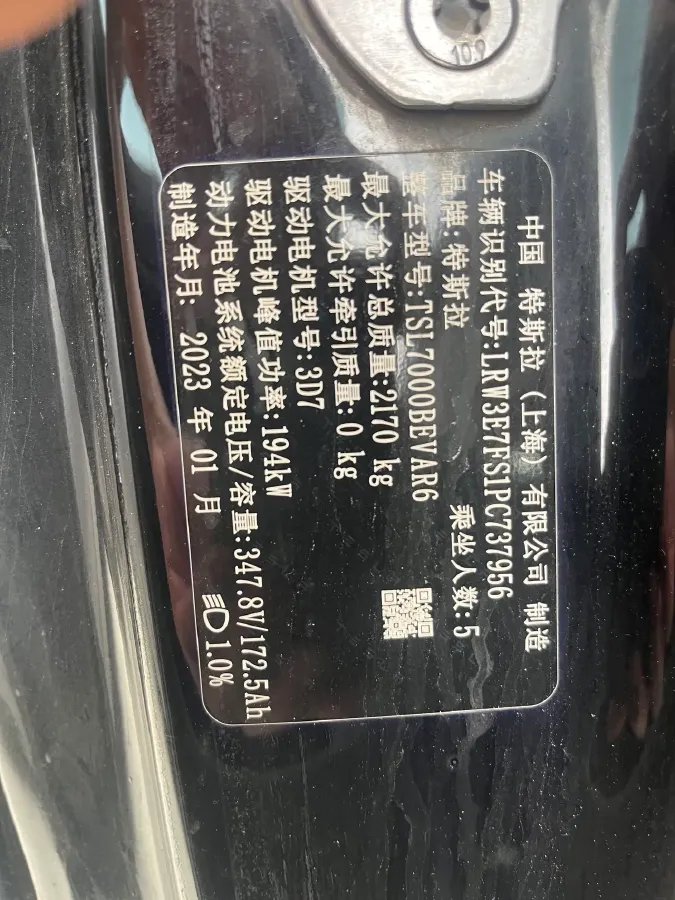 10.9
中国 特斯拉（上海）有限公司 制造
车辆识别代号:LRW3E7FS1PC737956
品牌:特斯拉 乘坐人数:5
整车型号:TSL7000BEVAR6
最大允许总质量:2170 kg
最大允许牵引质量:0 kg
驱动电机型号:3D7
驱动电机峰值功率:194kW
动力电池系统额定电压/容量:347.8V/172.5Ah
制造年月: 2023 年 01 月 1.0%